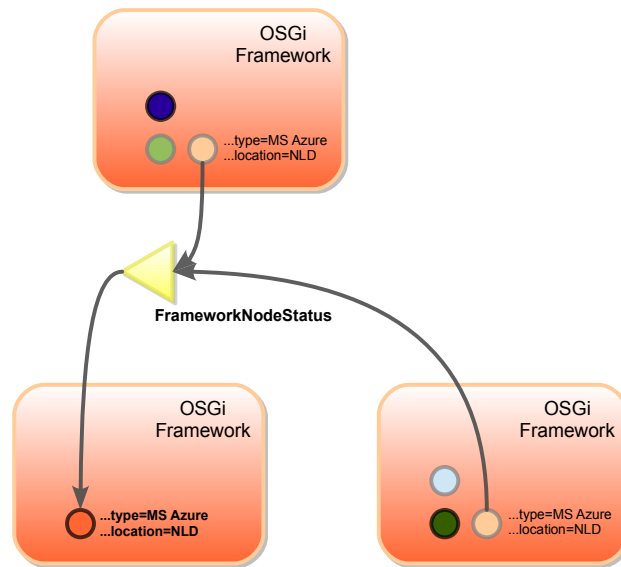 OSGi
Framework
...type=MS Azure
...location=NLD
FrameworkNodeStatus
OSGi
Framework
...type=MS Azure
...location=NLD
OSGi
Framework
...type=MS Azure
...location=NLD